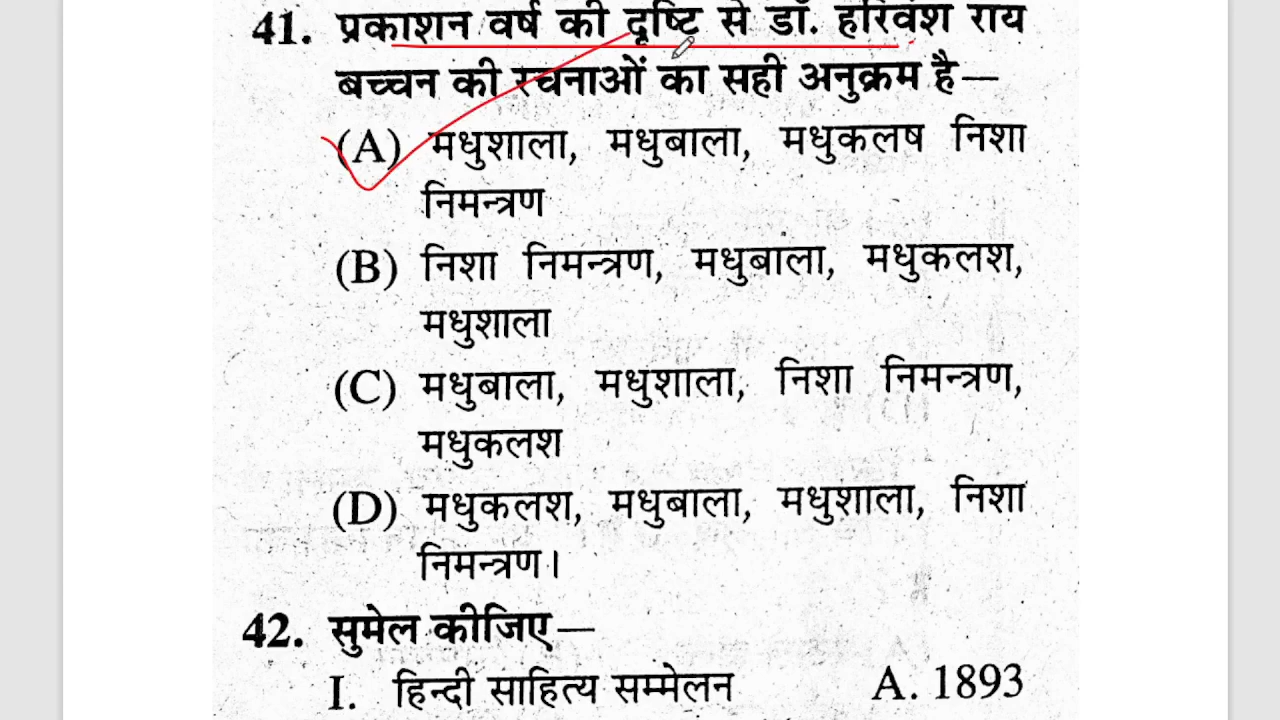 41. प्रकाशन वर्ष की दृष्टि से डॉ. हरिवंश राय
बच्चन की रचनाओं का सही अनुक्रम है—
(A) मधुशाला, मधुबाला, मधुकलष निशा
निमन्त्रण
(B) निशा निमन्त्रण, मधुबाला, मधुकलश,
मधुशाला
(C) मधुबाला, मधुशाला, निशा निमन्त्रण,
मधुकलश
(D) मधुकलश, मधुबाला, मधुशाला, निशा
निमन्त्रण।
42. सुमेल कीजिए—
I. हिन्दी साहित्य सम्मेलन A. 1893